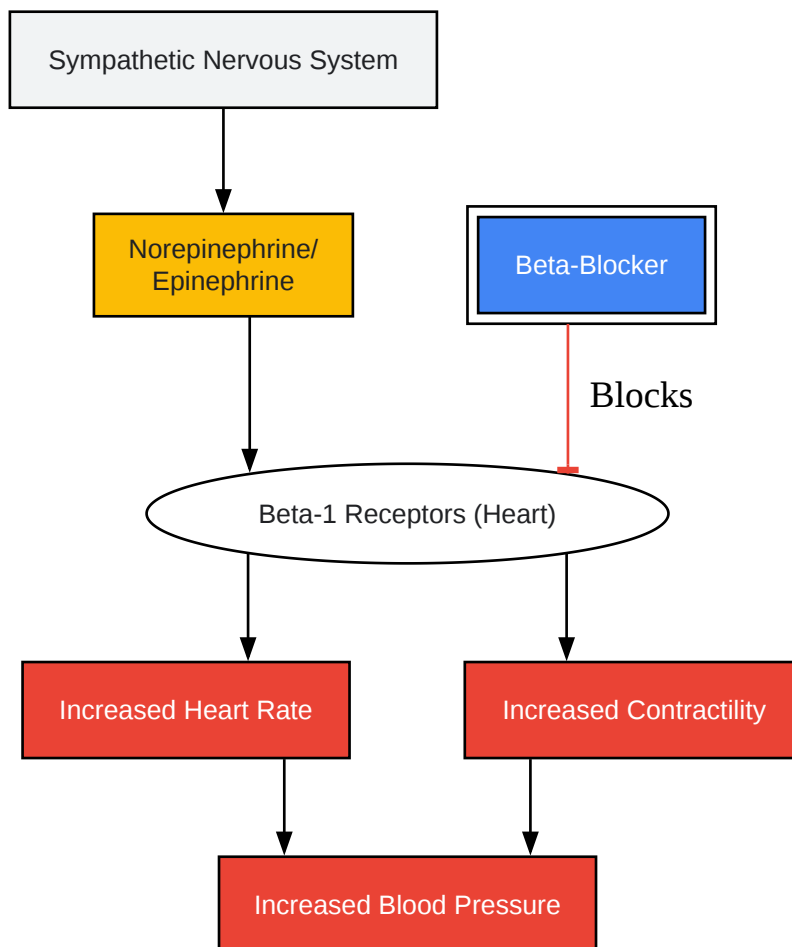 Sympathetic Nervous System
Norepinephrine/
Epinephrine
Beta-Blocker
Blocks
Beta-1 Receptors (Heart)
Increased Heart Rate
Increased Contractility
Increased Blood Pressure